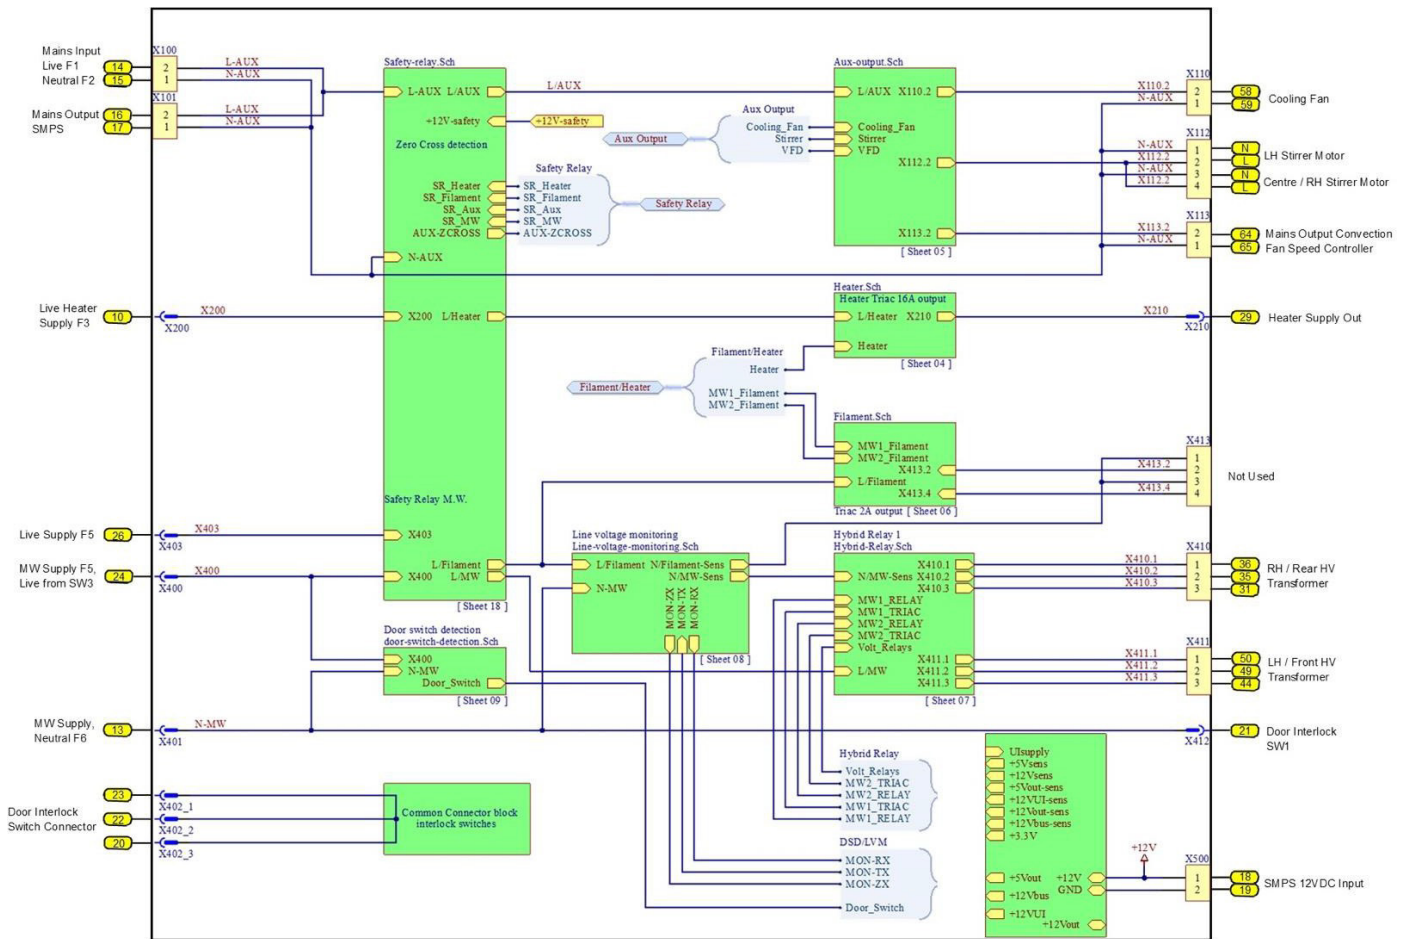 Mains Input
Live F1
Neutral F2
14
15
X100
2
1
L-AUX
N-AUX
Mains Output
SMPS
16
17
X101
2
1
L-AUX
N-AUX
Safety-relay.Sch
L-AUX
L/AUX
L/AUX
+12V-safety
+12V-safety
Zero Cross detection
Safety Relay
SR_Heater
SR_Filament
SR_Aux
SR_MW
AUX-ZCROSS
SR_Heater
SR_Filament
SR_Aux
SR_MW
AUX-ZCROSS
Safety Relay
N-AUX
Aux Output
Aux Output
Cooling_Fan
Stirrer
VFD
Aux-output.Sch
L/AUX
X110.2
Cooling_Fan
Stirrer
VFD
X112.2
X113.2
[ Sheet 05 ]
X110.2
N-AUX
X110
2
1
58
59
Cooling Fan
N-AUX
X112.2
N-AUX
X112.2
X112
1
2
3
4
N
L
N
L
LH Stirrer Motor
Centre / RH Stirrer Motor
X113.2
N-AUX
X113
2
1
64
65
Mains Output Convection
Fan Speed Controller
Live Heater
Supply F3
10
X200
X200
X200
L/Heater
Heater.Sch
Heater Triac 16A output
L/Heater
X210
Heater
[ Sheet 04 ]
X210
X210
29
Heater Supply Out
Filament/Heater
Filament/Heater
Heater
MW1_Filament
MW2_Filament
Filament.Sch
MW1_Filament
MW2_Filament
X413.2
L/Filament
X413.4
Triac 2A output
[ Sheet 06 ]
X413.2
X413.4
X413
1
2
3
4
Not Used
Safety Relay M.W.
Live Supply F5
26
X403
X403
X403
MW Supply F5,
Live from SW3
24
X400
X400
L/Filament
X400
L/MW
[ Sheet 18 ]
Line voltage monitoring
Line-voltage-monitoring.Sch
L/Filament
N/Filament-Sens
N/MW-Sens
N-MW
MON-ZX
MON-TX
MON-RX
[ Sheet 08 ]
Hybrid Relay 1
Hybrid-Relay.Sch
X410.1
N/MW-Sens
X410.2
X410.3
MW1_RELAY
MW1_TRIAC
MW2_RELAY
MW2_TRIAC
Volt_Relays
X411.1
L/MW
X411.2
X411.3
[ Sheet 07 ]
X410.1
X410.2
X410.3
X410
1
2
3
36
35
31
RH / Rear HV
Transformer
X411.1
X411.2
X411.3
X411
1
2
3
50
49
44
LH / Front HV
Transformer
Door switch detection
door-switch-detection.Sch
X400
N-MW
Door_Switch
[ Sheet 09 ]
MW Supply,
Neutral F6
13
X401
N-MW
X412
21
Door Interlock
SW1
Door Interlock
Switch Connector
23
22
20
X402_1
X402_2
X402_3
Common Connector block
interlock switches
Hybrid Relay
Volt_Relays
MW2_TRIAC
MW2_RELAY
MW1_TRIAC
MW1_RELAY
DSD/LVM
MON-RX
MON-TX
MON-ZX
Door_Switch
UIsupply
+5Vsens
+12Vsens
+5Vout-sens
+12VUI-sens
+12Vout-sens
+12Vbus-sens
+3.3V
+5Vout
+12V
GND
+12Vbus
+12VUI
+12Vout
+12V
X500
1
2
18
19
SMPS 12VDC Input